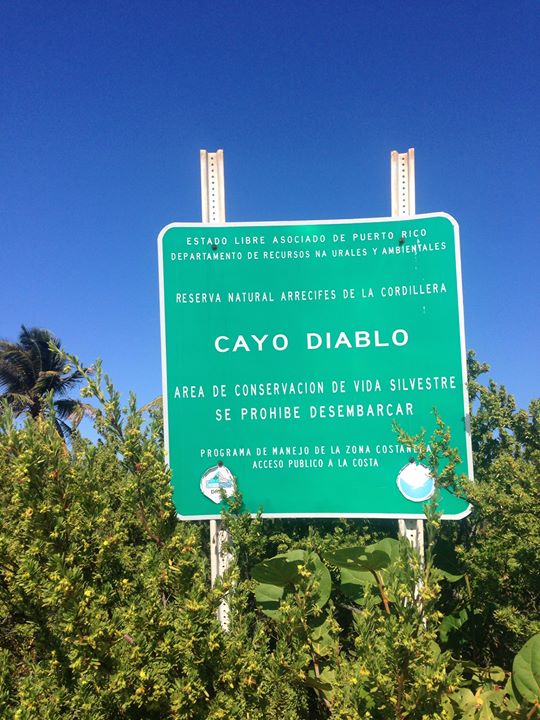 ESTADO LIBRE ASOCIADO DE PUERTO RICO
DEPARTAMENTO DE RECURSOS NA URALES Y AMBIENTALES
RESERVA NATURAL ARRECIFES DE LA CORDILLERA
CAYO DIABLO
AREA DE CONSERVACION DE VIDA SILVESTRE
SE PROHIBE DESEMBARCAR
PROGRAMA DE MANEJO DE LA ZONA COSTANERA
ACCESO PUBLICO A LA COSTA